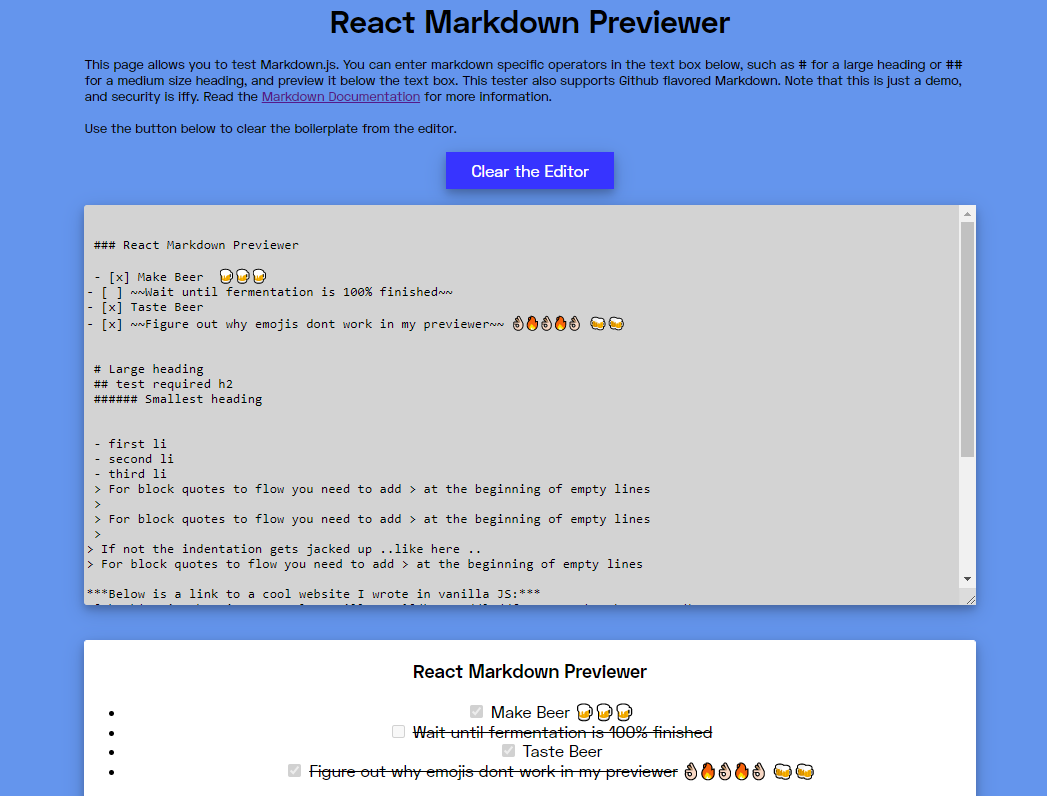 React Markdown Previewer
This page allows you to test Markdown.js. You can enter markdown specific operators in the text box below, such as # for a large heading or ##
for a medium size heading, and preview it below the text box. This tester also supports Github flavored Markdown. Note that this is just a demo,
and security is iffy. Read the Markdown Documentation for more information.
Use the button below to clear the boilerplate from the editor.
Clear the Editor
### React Markdown Previewer
- [x] Make Beer 🍺🍺🍺
- [ ] ~~Wait until fermentation is 100% finished~~
- [x] Taste Beer
- [x] ~~Figure out why emojis dont work in my previewer~~ 👌🔥👌🔥👌 🍻🍻
# Large heading
## test required h2
###### Smallest heading
- first li
- second li
- third li
> For block quotes to flow you need to add > at the beginning of empty lines
>
> For block quotes to flow you need to add > at the beginning of empty lines
>
> If not the indentation gets jacked up ..like here ..
> For block quotes to flow you need to add > at the beginning of empty lines
***Below is a link to a cool website I wrote in vanilla JS:***
React Markdown Previewer
Make Beer 🍺🍺🍺
Wait until fermentation is 100% finished
Taste Beer
Figure out why emojis dont work in my previewer 👌🔥👌🔥👌 🍻🍻